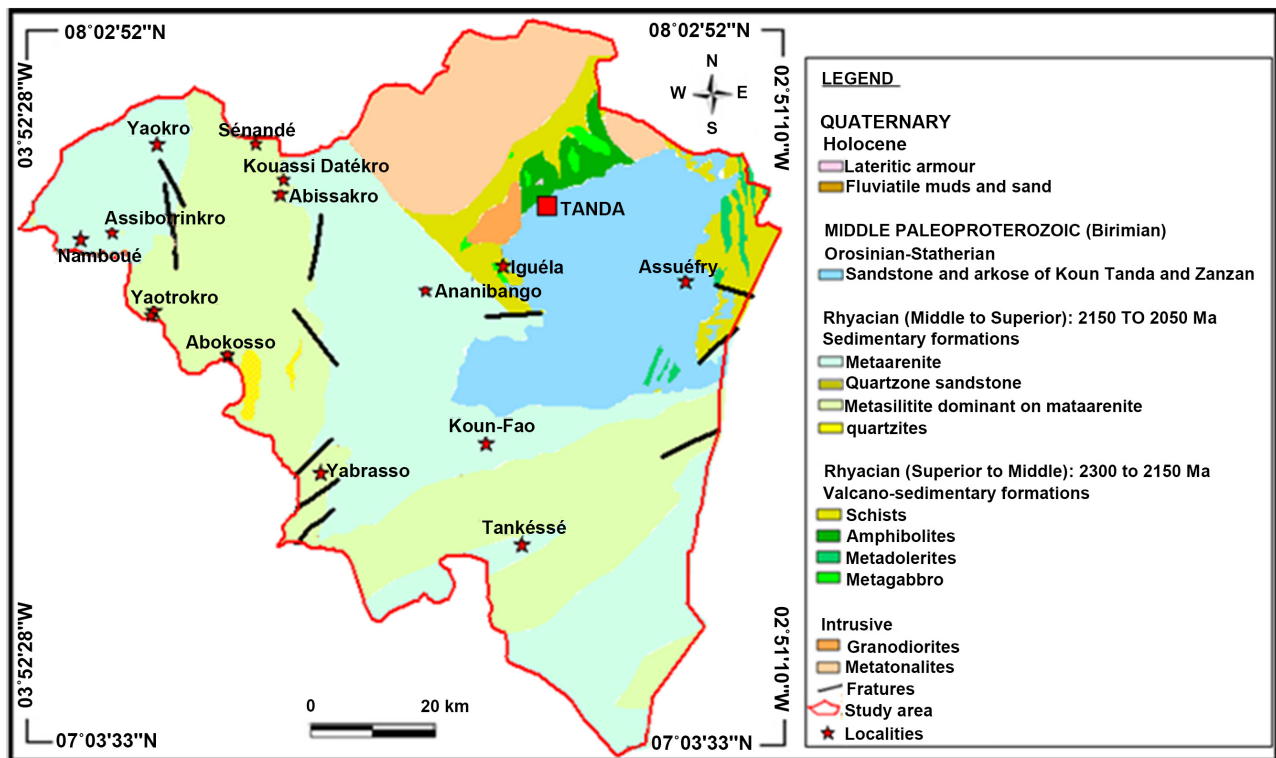 08°02'52"N
08°02'52"N
03°52'28"W
02°51'10"W
N
W
E
S
Yaokro
Sénandé
Kouassi Datékro
Abissakro
TANDA
Assiborrinkro
Namboué
Iguéla
Assuéfry
Ananibango
Yaotrokro
Abokosso
Koun-Fao
Yabrasso
Tankéssé
03°52'28"W
02°51'10"W
0
20 km
07°03'33"N
07°03'33"N
LEGEND
QUATERNARY
Holocene
Lateritic armour
Fluviatile muds and sand
MIDDLE PALEOPROTEROZOIC (Birimian)
Orosinian-Statherian
Sandstone and arkose of Koun Tanda and Zanzan
Rhyacian (Middle to Superior): 2150 TO 2050 Ma
Sedimentary formations
Metaarenite
Quartzone sandstone
Metasilitite dominant on mataarenite
quartzites
Rhyacian (Superior to Middle): 2300 to 2150 Ma
Valcano-sedimentary formations
Schists
Amphibolites
Metadolerites
Metagabbro
Intrusive
Granodiorites
Metatonalites
Fratures
Study area
Localities